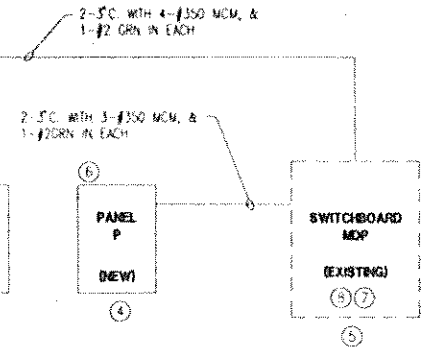 2-3"C. WITH 4-#350 MCM, &
1-#2 GRN IN EACH
2-3"C. WITH 3-#350 MCM, &
1-#2GRN IN EACH
6
PANEL
P
(NEW)
4
SWITCHBOARD
MDP
(EXISTING)
8 7
5